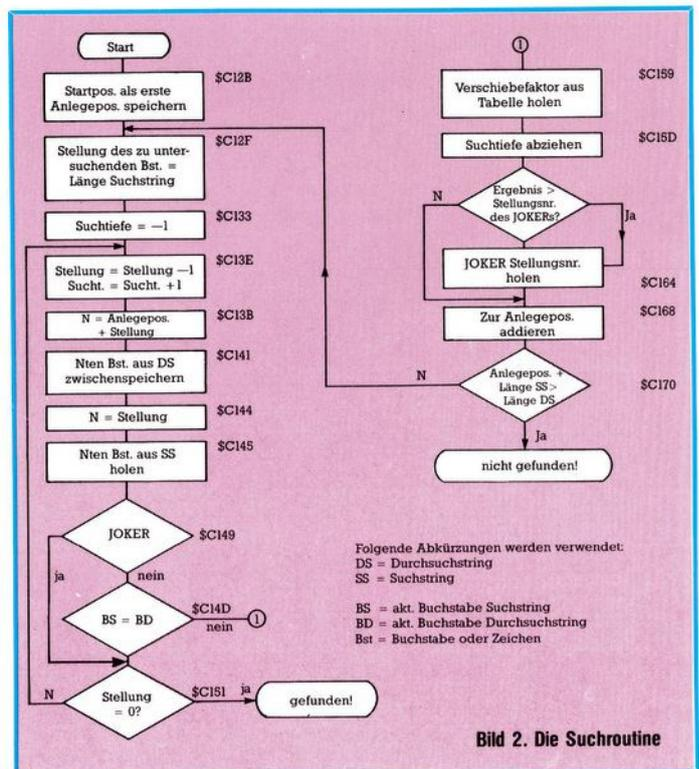 Start
$C12B
Startpos. als erste
Anlegepos. speichern
$C12F
Stellung des zu unter-
suchenden Bst. =
Länge Suchstring
$C133
Suchtiefe = —1
$C13E
Stellung = Stellung —1
Sucht. = Sucht. +1
$C13B
N = Anlegepos.
+ Stellung
$C141
Nten Bst. aus DS
zwischenspeichern
$C144
N = Stellung
$C145
Nten Bst. aus SS
holen
JOKER
$C149
ja
nein
BS = BD
$C14D
nein
1
N
Stellung
= 0?
$C151
ja
gefunden!
1
$C159
Verschiebefaktor aus
Tabelle holen
$C15D
Suchtiefe abziehen
N
Ergebnis >
Stellungsnr.
des JOKERs?
Ja
JOKER Stellungsnr.
holen
$C164
$C168
Zur Anlegepos.
addieren
N
Anlegepos. +
Länge SS>
Länge DS
$C170
Ja
nicht gefunden!
Folgende Abkürzungen werden verwendet:
DS = Durchsuchstring
SS = Suchstring
BS = akt. Buchstabe Suchstring
BD = akt. Buchstabe Durchsuchstring
Bst = Buchstabe oder Zeichen
Bild 2. Die Suchroutine